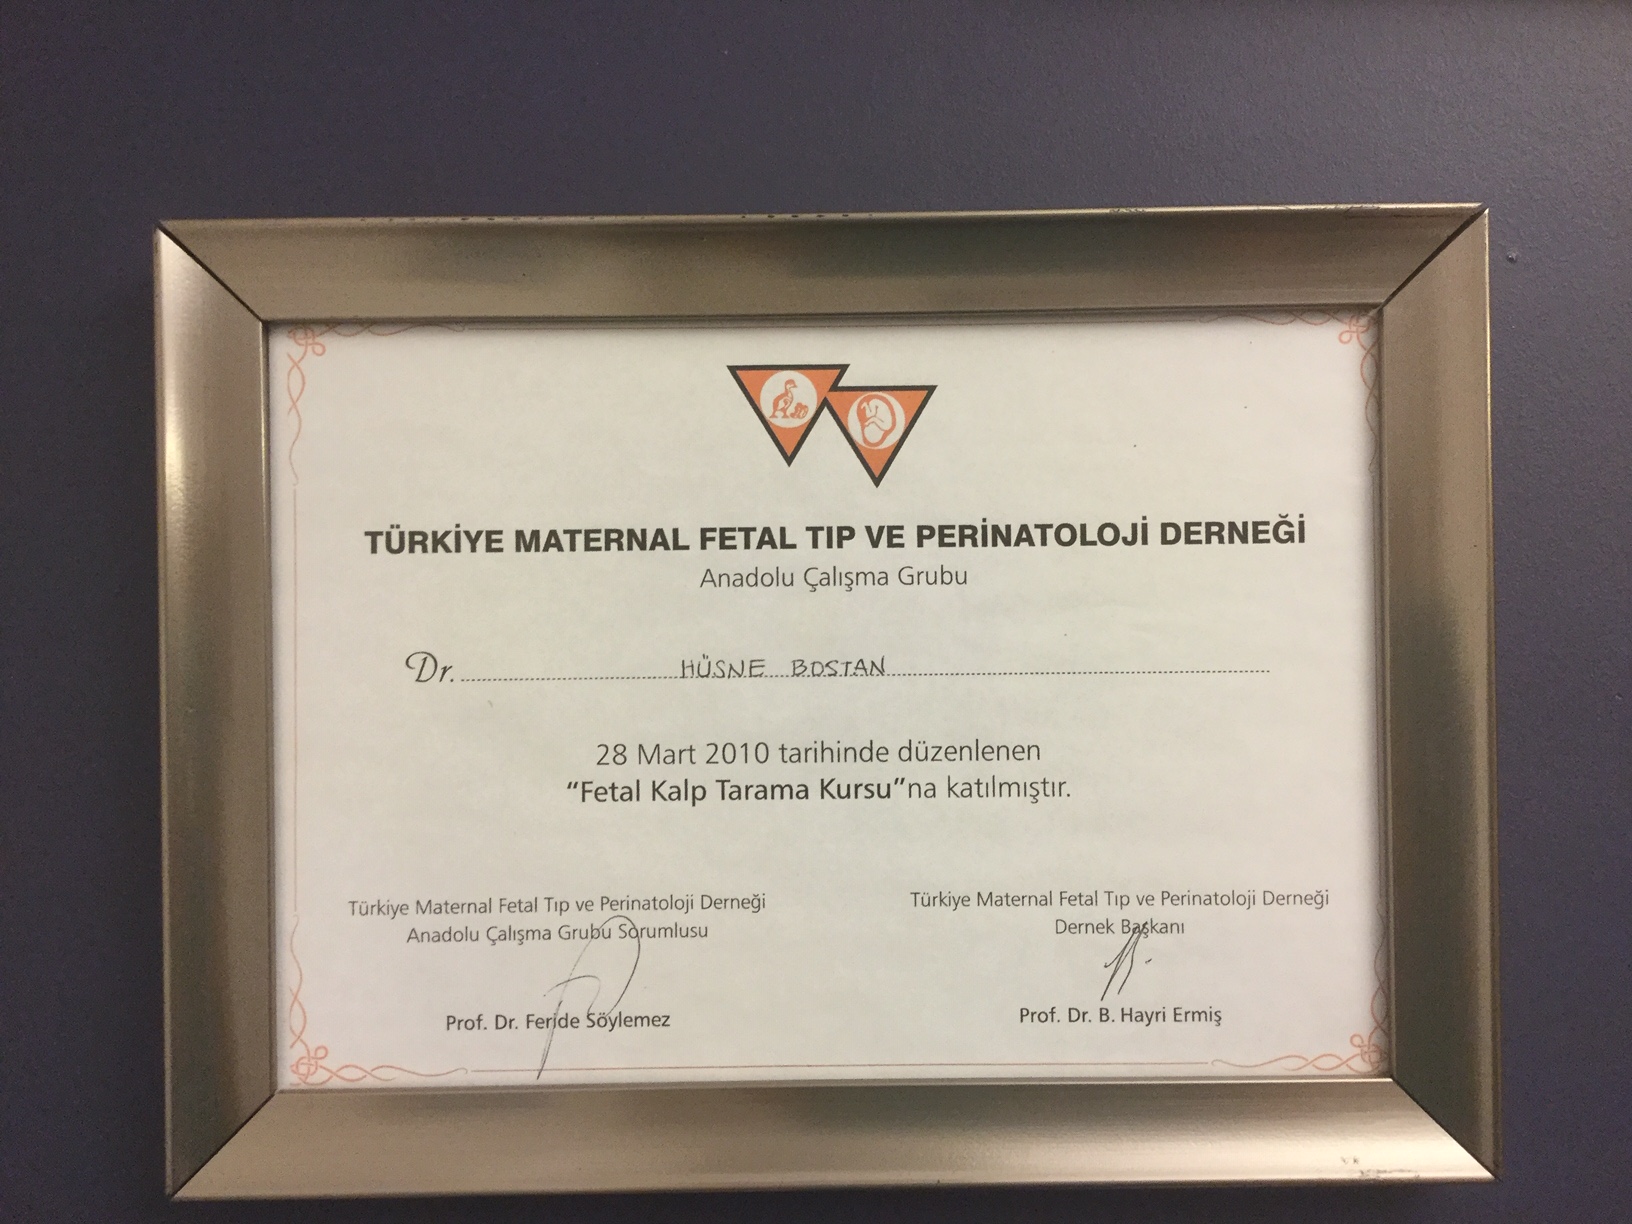 TÜRKİYE MATERNAL FETAL TIP VE PERİNATOLOJİ DERNEĞİ
Anadolu Çalışma Grubu
Dr. HÜSNE BOSTAN
28 Mart 2010 tarihinde düzenlenen
“Fetal Kalp Tarama Kursu”na katılmıştır.
Türkiye Maternal Fetal Tıp ve Perinatoloji Derneği
Anadolu Çalışma Grubu Sorumlusu
Prof. Dr. Feride Söylemez
Türkiye Maternal Fetal Tıp ve Perinatoloji Derneği
Dernek Başkanı
Prof. Dr. B. Hayri Ermiş